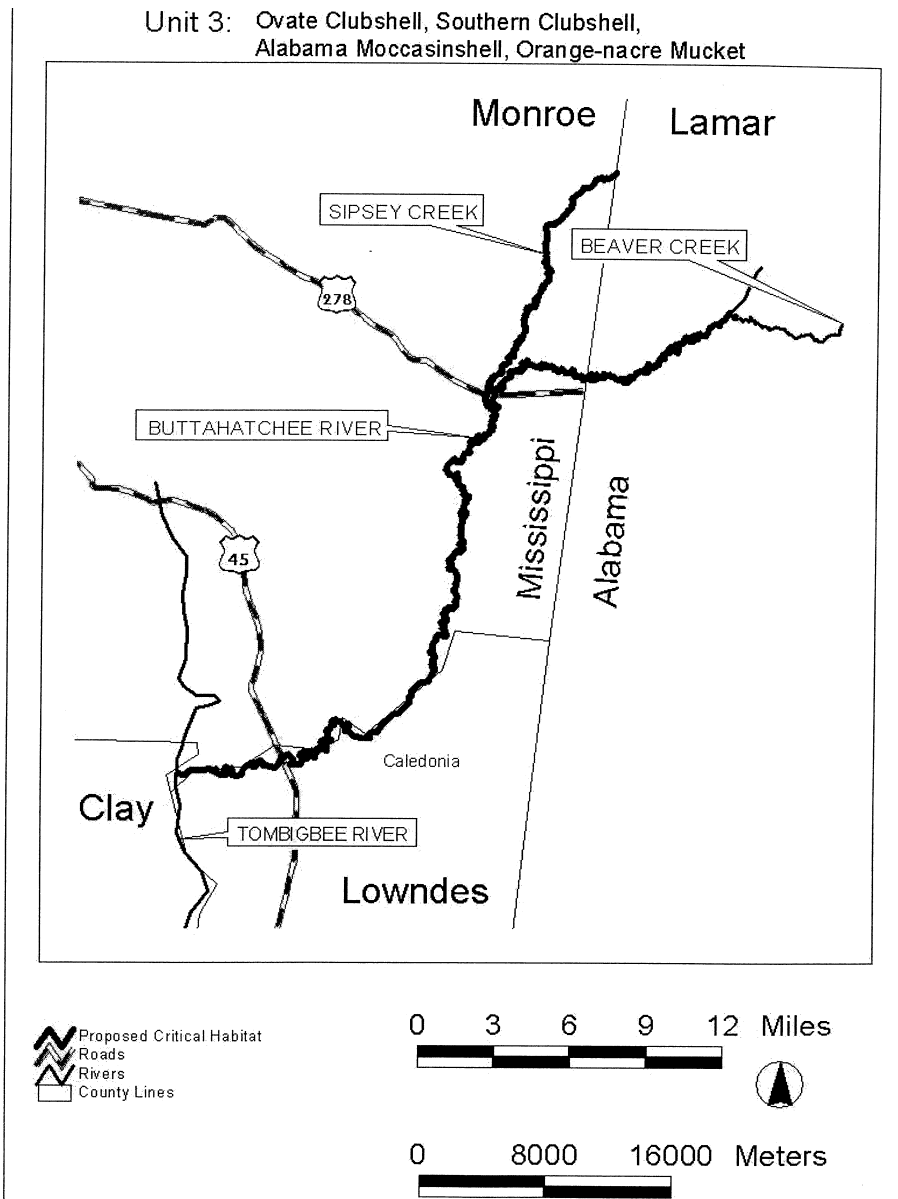 Unit 3: Ovate Clubshell, Southern Clubshell,
Alabama Moccasinshell, Orange-nacre Mucket
Monroe
Lamar
SIPSEY CREEK
BEAVER CREEK
278
BUTTAHATCHEE RIVER
Mississippi
Alabama
45
Caledonia
Clay
TOMBIGBEE RIVER
Lowndes
Proposed Critical Habitat
Roads
Rivers
County Lines
0 3 6 9 12 Miles
0 8000 16000 Meters